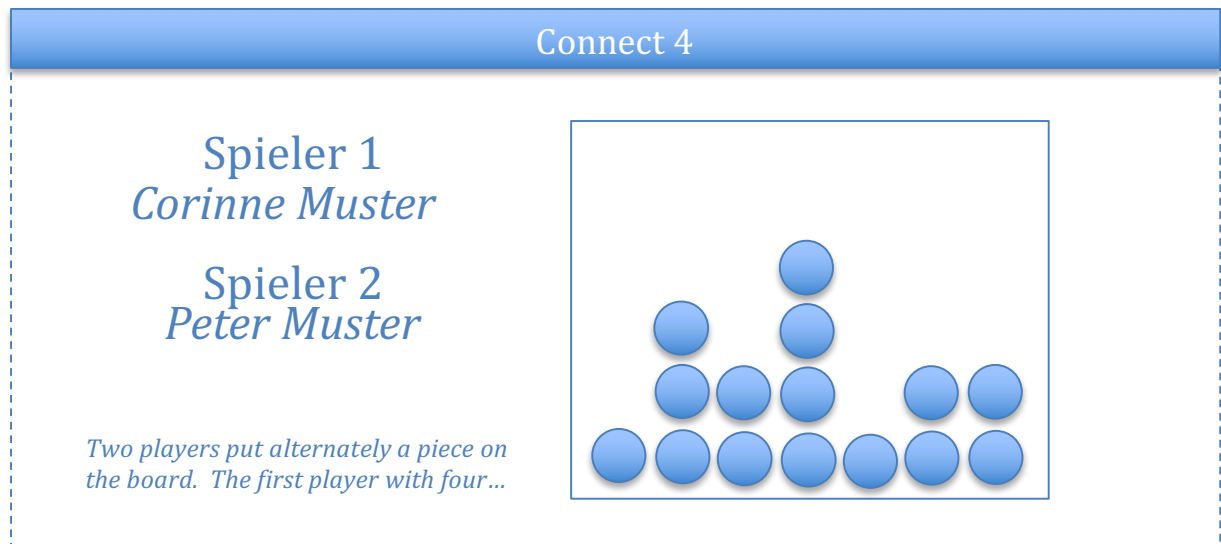 Connect 4
Spieler 1
Corinne Muster
Spieler 2
Peter Muster
Two players put alternately a piece on
the board.  The first player with four…